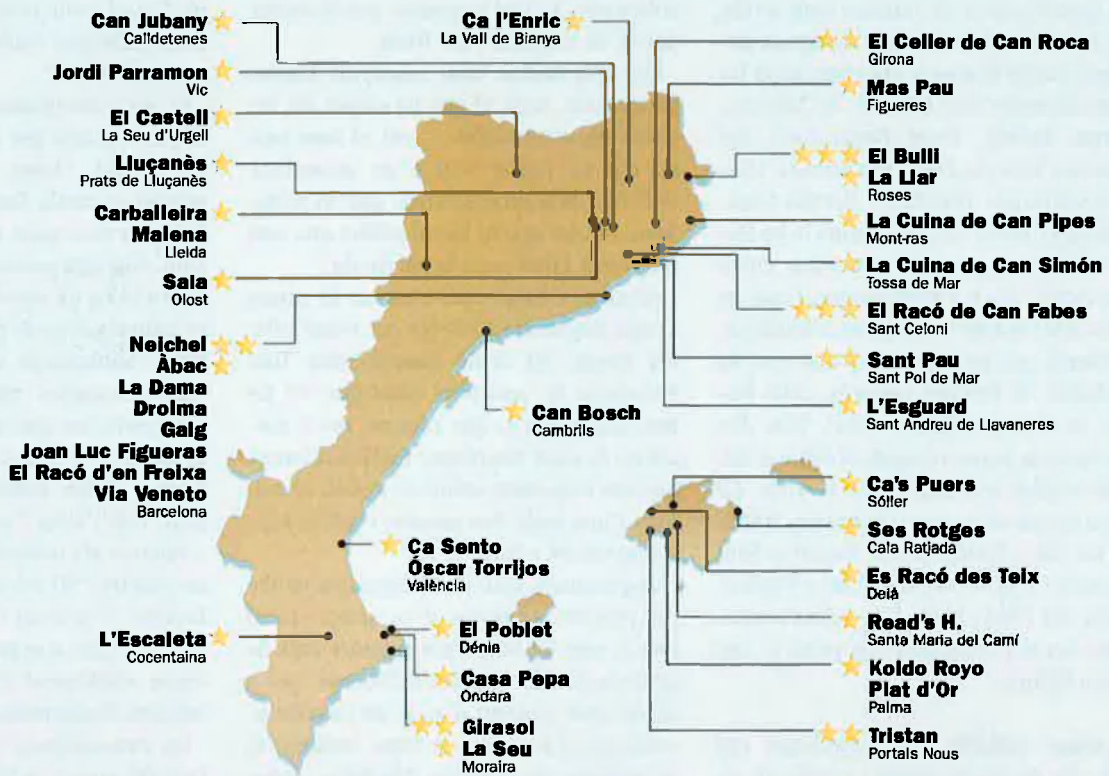 Can Jubany
Calldetenes
Jordi Parramon
Vic
El Castell
La Seu d'Urgell
Lluçanès
Prats de Lluçanès
Carballeira
Malena
Lleida
Sala
Olost
Neichel
Àbac
La Dama
Drolma
Gaig
Joan Luc Figueras
El Racó d'en Freixa
Via Veneto
Barcelona
L'Escaleta
Cocentaina
Ca l'Enric
La Vall de Bianya
Can Bosch
Cambrils
Ca Sento
Óscar Torrijos
València
El Poblet
Dénia
Casa Pepa
Ondara
Girasol
La Seu
Moraira
El Celler de Can Roca
Girona
Mas Pau
Figueres
El Bulli
La Llar
Roses
La Cuina de Can Pipes
Mont-ras
La Cuina de Can Simón
Tossa de Mar
El Racó de Can Fabes
Sant Celoni
Sant Pau
Sant Pol de Mar
L'Esguard
Sant Andreu de Llavaneres
Ca's Puers
Sóller
Ses Rotges
Cala Ratjada
Es Racó des Teix
Deià
Read's H.
Santa Maria del Camí
Koldo Royo
Plat d'Or
Palma
Tristan
Portals Nous